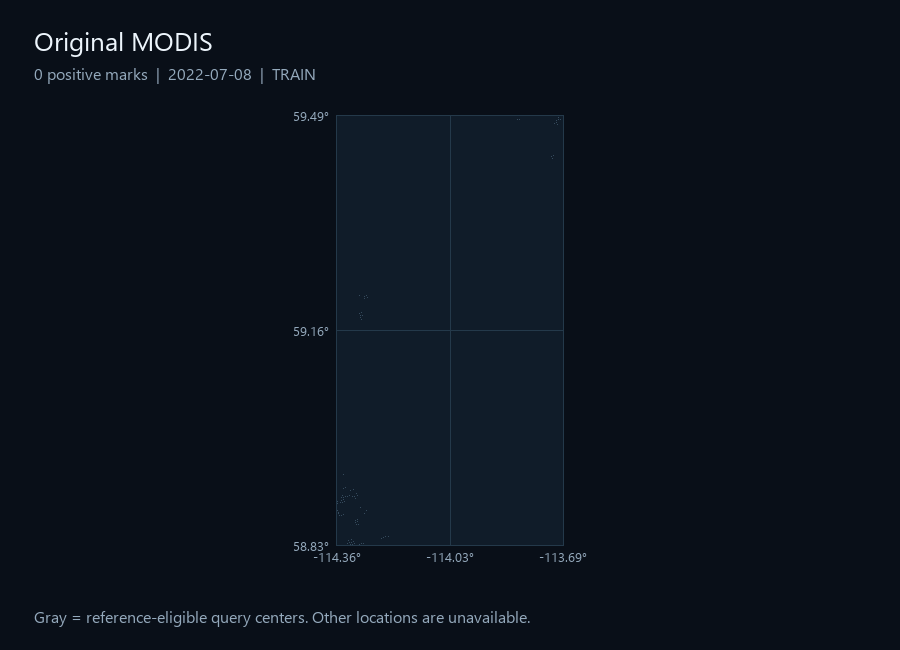 Original MODIS
0 positive marks | 2022-07-08 | TRAIN
59.49°
59.16°
58.83°
-114.36° -114.03° -113.69°
Gray = reference-eligible query centers. Other locations are unavailable.